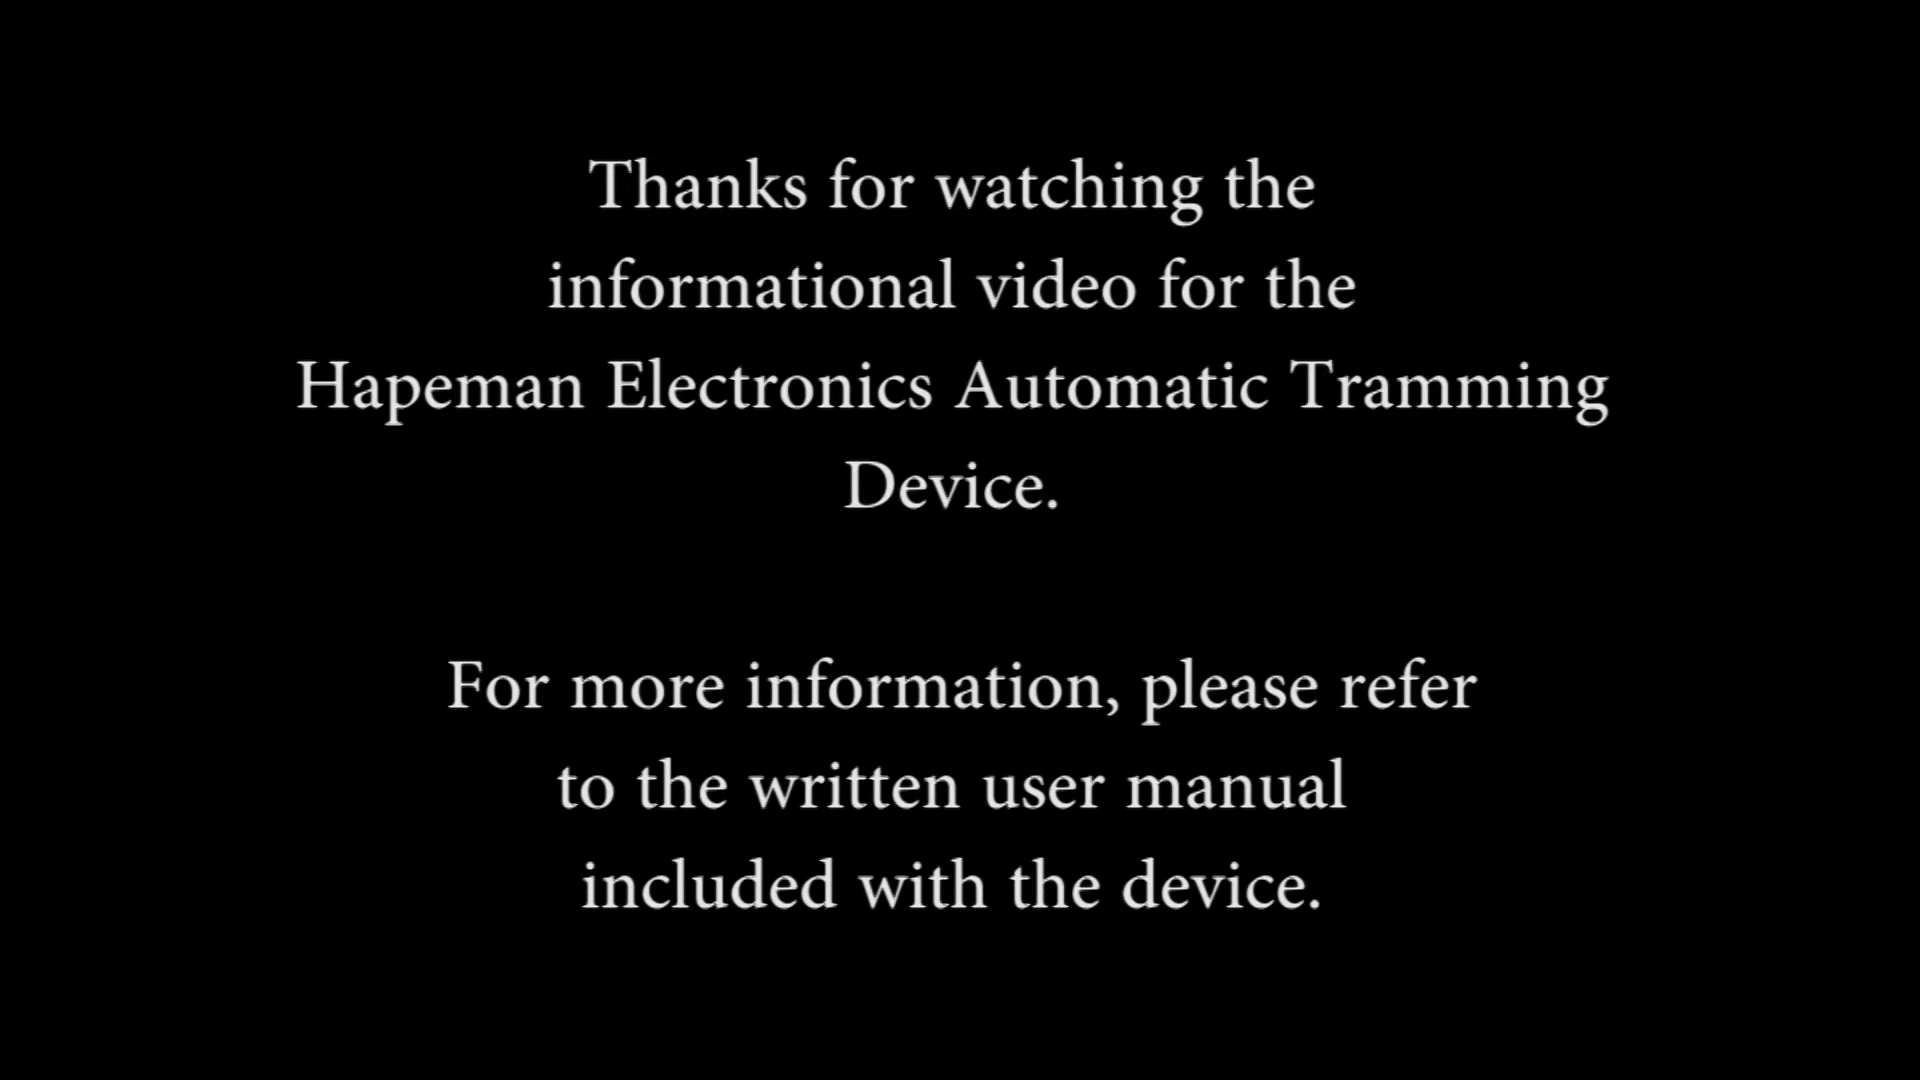 Thanks for watching the
informational video for the
Hapeman Electronics Automatic Tramming
Device.
For more information, please refer
to the written user manual
included with the device.